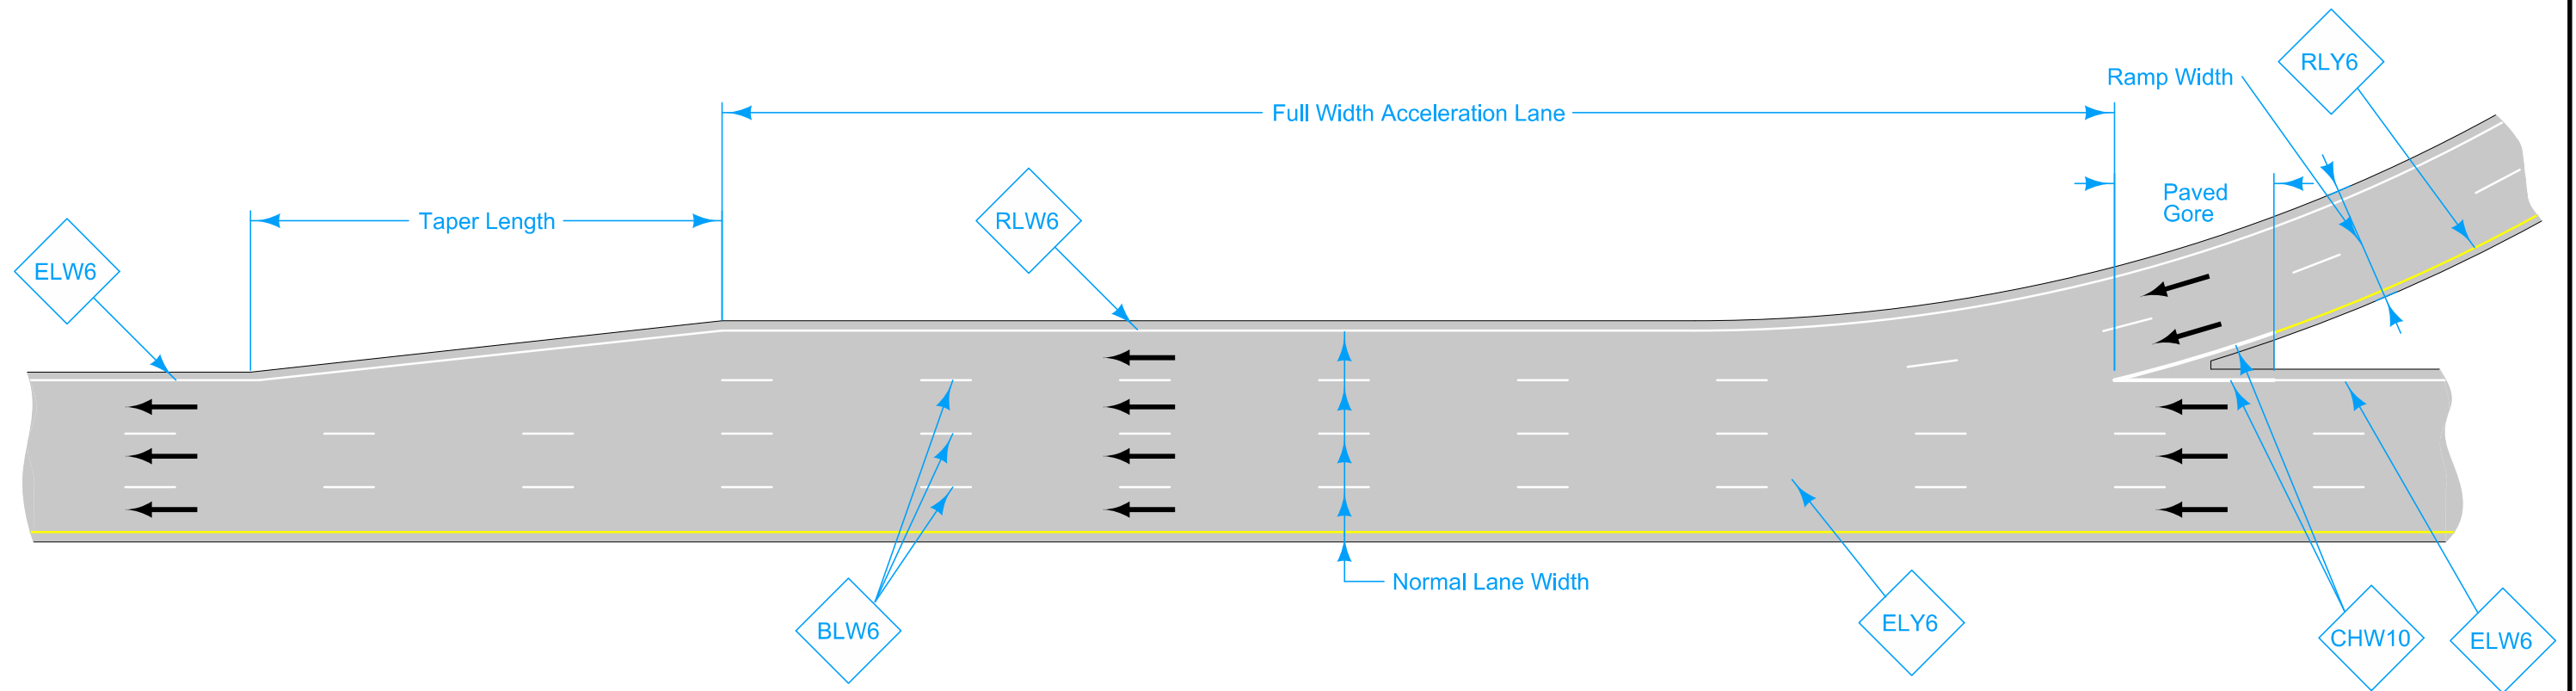 RLY6
Ramp Width
Full Width Acceleration Lane
Paved
Gore
Taper Length
RLW6
ELW6
Normal Lane Width
BLW6
ELY6
CHW10
ELW6